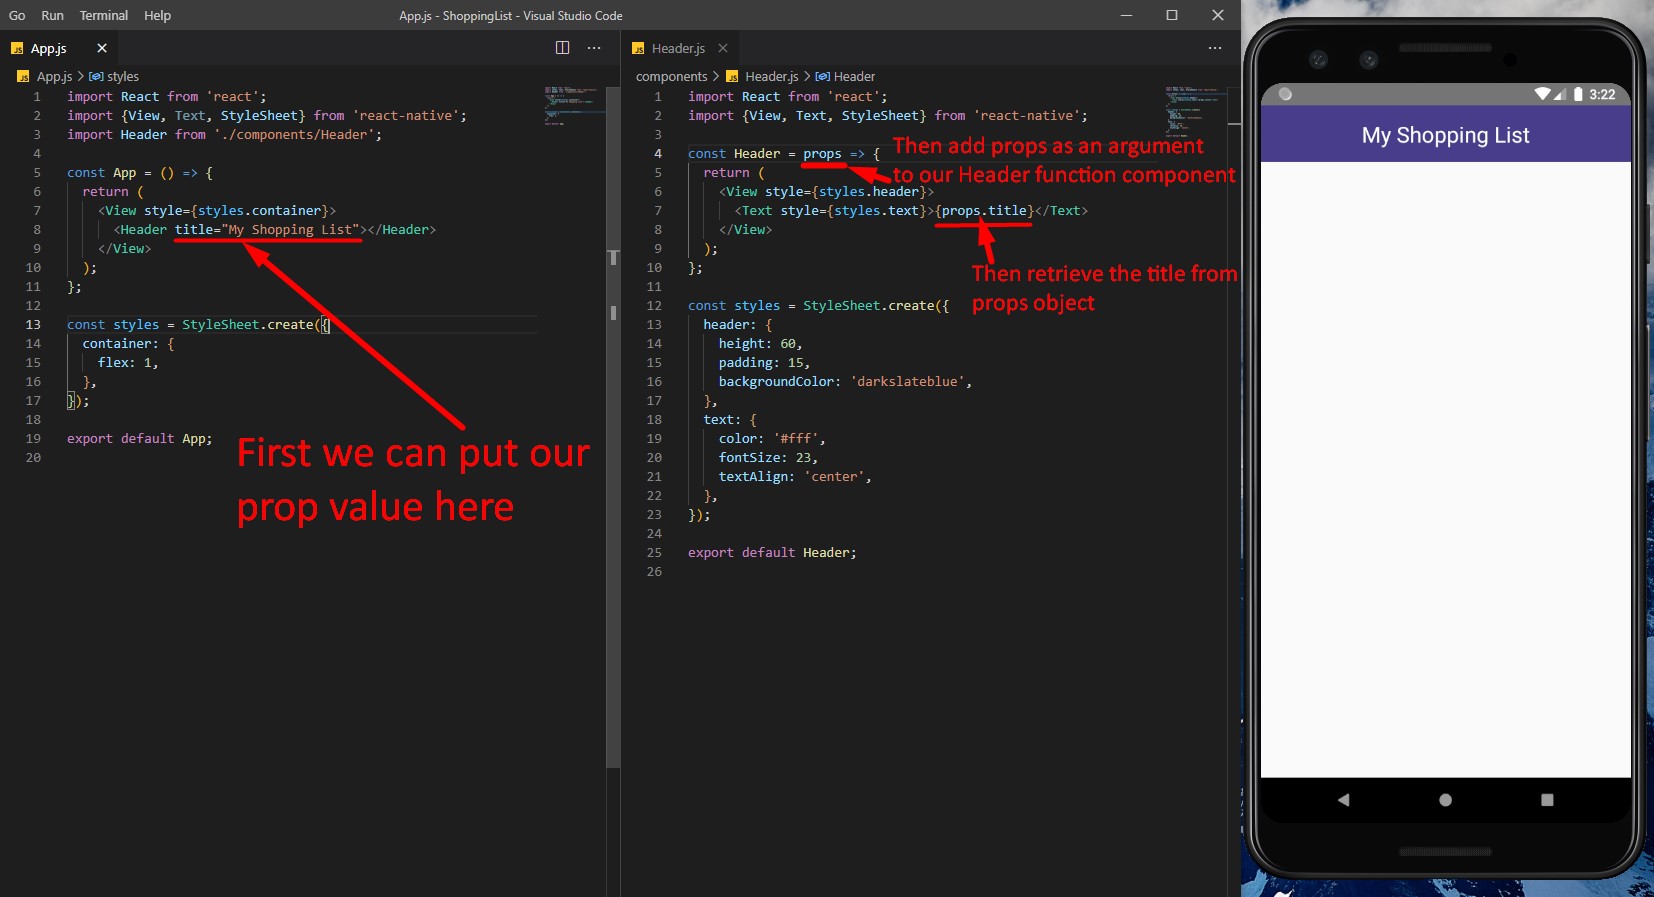 Go Run Terminal Help
App.js - ShoppingList - Visual Studio Code
JS App.js
JS App.js > styles
1 import React from 'react';
2 import {View, Text, StyleSheet} from 'react-native';
3 import Header from './components/Header';
4
5 const App = () => {
6 return (
7 <View style={styles.container}>
8 <Header title="My Shopping List"></Header>
9 </View>
10 );
11 };
12
13 const styles = StyleSheet.create({
14 container: {
15 flex: 1,
16 },
17 });
18
19 export default App;
20
First we can put our
prop value here
JS Header.js
components > JS Header.js > Header
1 import React from 'react';
2 import {View, Text, StyleSheet} from 'react-native';
3
4 const Header = props => {
5 return (
6 <View style={styles.header}>
7 <Text style={styles.text}>{props.title}</Text>
8 </View>
9 );
10 };
11
12 const styles = StyleSheet.create({
13 header: {
14 height: 60,
15 padding: 15,
16 backgroundColor: 'darkslateblue',
17 },
18 text: {
19 color: '#fff',
20 fontSize: 23,
21 textAlign: 'center',
22 },
23 });
24
25 export default Header;
26
Then add props as an argument
to our Header function component
Then retrieve the title from
props object
3:22
My Shopping List